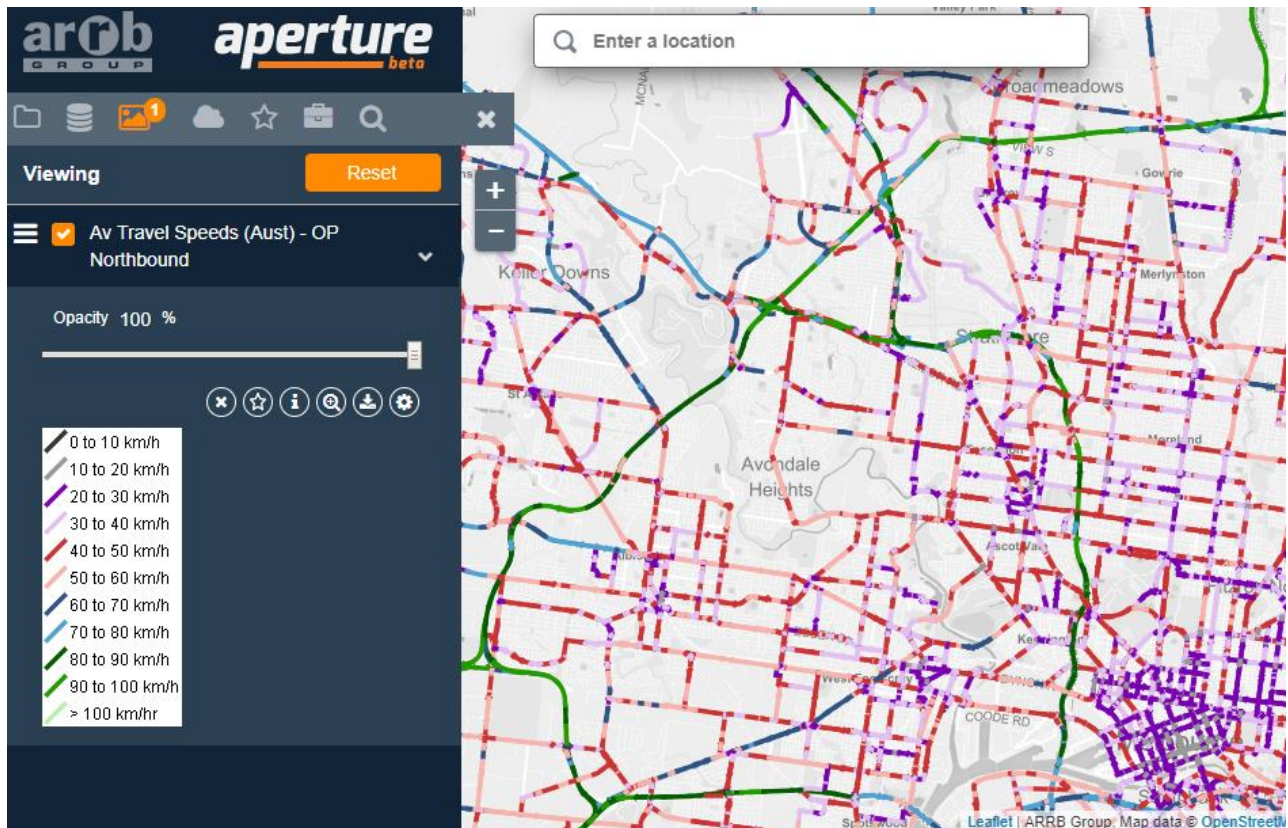 arrb
GROUP
aperture
beta
Enter a location
1
Viewing
Reset
Av Travel Speeds (Aust) - OP
Northbound
Opacity 100 %
0 to 10 km/h
10 to 20 km/h
20 to 30 km/h
30 to 40 km/h
40 to 50 km/h
50 to 60 km/h
60 to 70 km/h
70 to 80 km/h
80 to 90 km/h
90 to 100 km/h
> 100 km/hr
+
−
VIEW S
Gowrie
Keilor Downs
Merlynston
Moreland
Avondale
Heights
Ascot Vale
COODE RD
Leaflet | ARRB Group, Map data © OpenStreetM